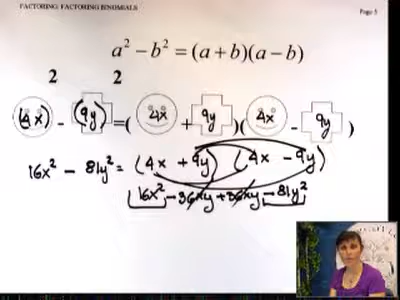 FACTORING: FACTORING BINOMIALS
Page 5
a² − b² = (a + b)(a − b)
2 2
(4x) − (9y) = (4x + 9y)(4x − 9y)
16x² − 81y² = (4x + 9y)(4x − 9y)
16x² − 36xy + 36xy − 81y²